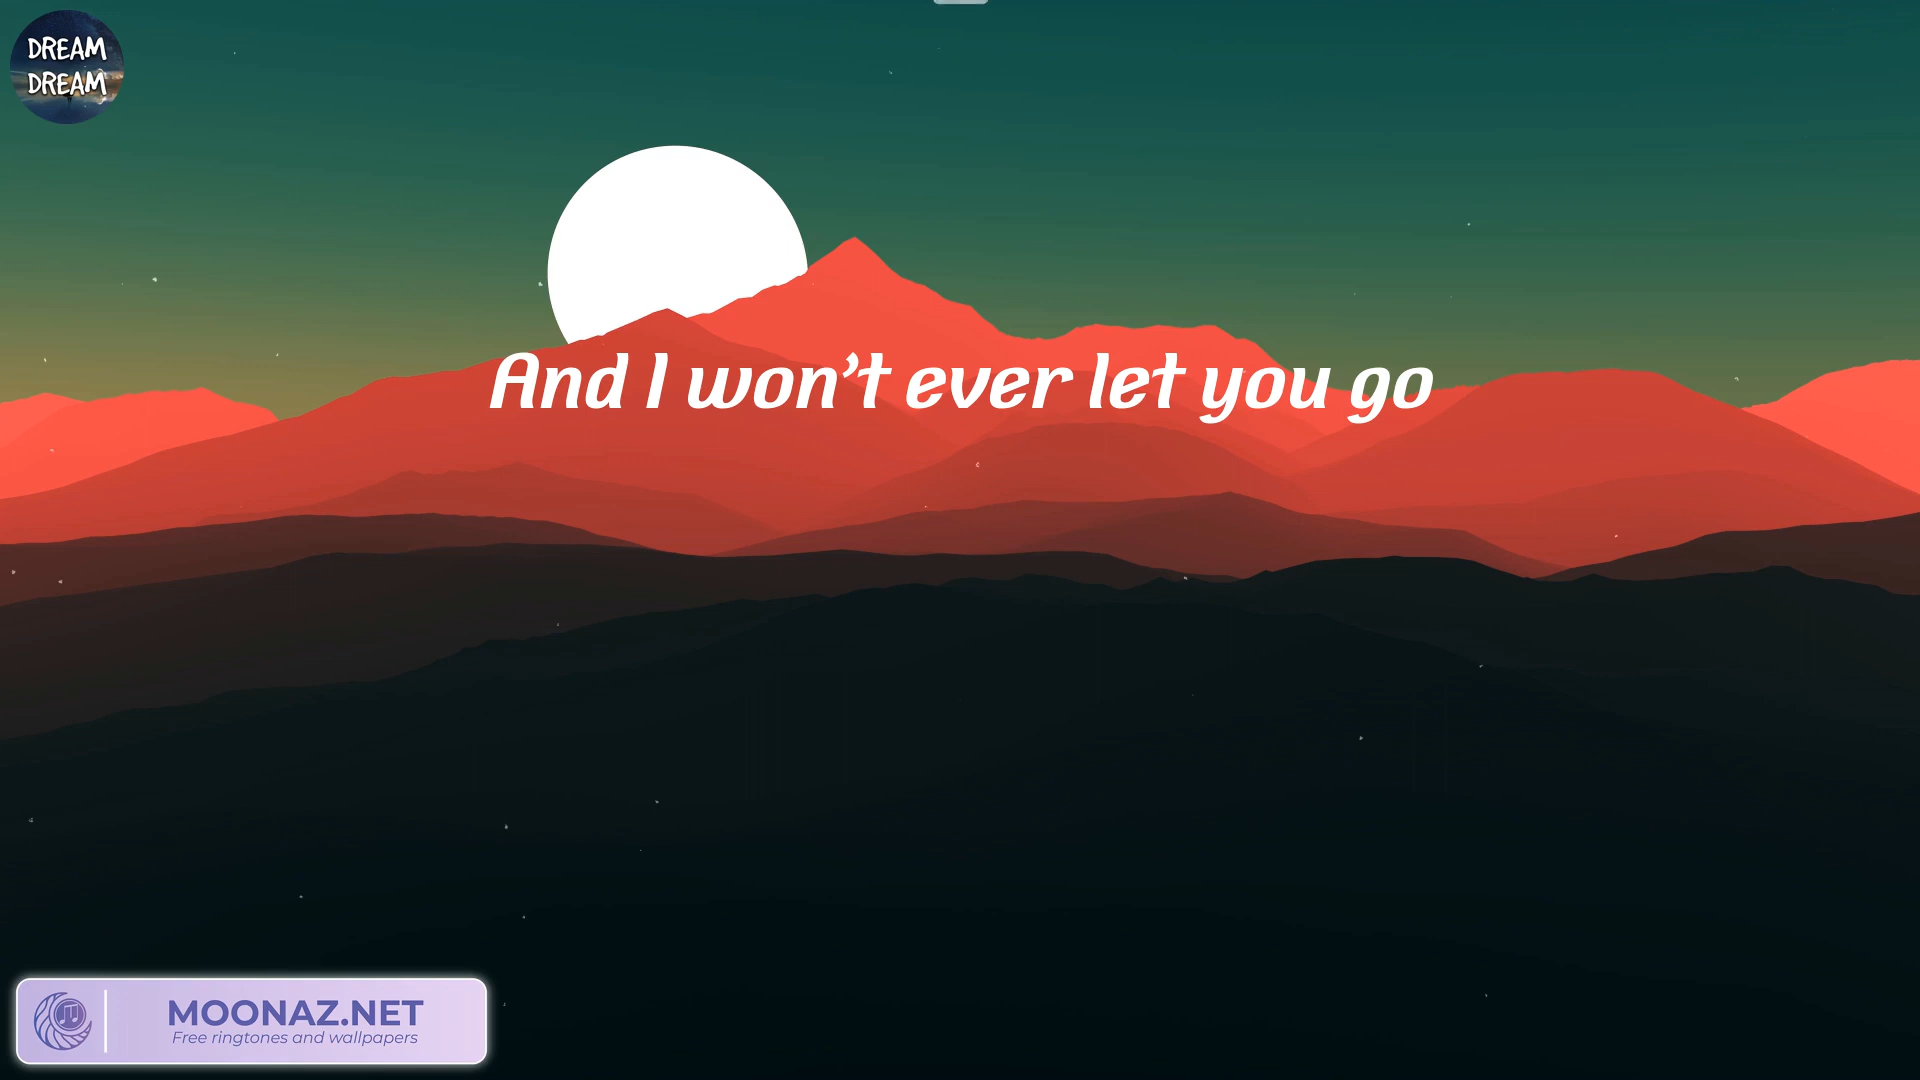 DREAM
DREAM
And I won't ever let you go
MOONAZ.NET
Free ringtones and wallpapers